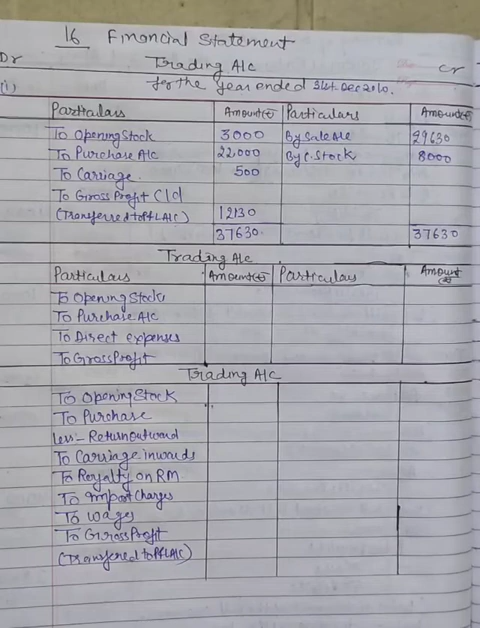 16 Financial Statement
Dr Trading A/c Cr
(i) for the year ended 31st Dec 2010.
Particulars Amount(₹) Particulars Amount(₹)
To Opening Stock 3000 By Sale A/c 29630
To Purchase A/c 22,000 By C. Stock 8000
To Carriage. 500
To Gross Profit C/d
(Transferred to P&L A/C) 12130
37630. 37630
Trading A/c
Particulars Amount(₹) Particulars Amount(₹)
To Opening Stock
To Purchase A/c
To Direct expenses
To Gross Profit
Trading A/C
To Opening Stock
To Purchase
Less- Return outward
To Carriage inwards
To Royalty on RM
To Import Charges
To Wages
To Gross Profit
(Transfered to P&L A/C)